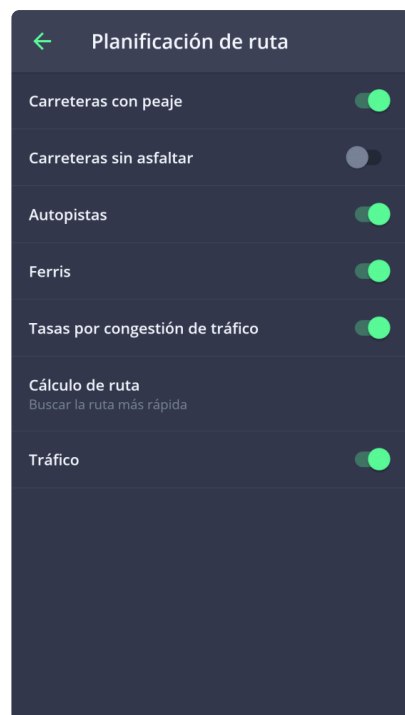 Planificación de ruta
Carreteras con peaje
Carreteras sin asfaltar
Autopistas
Ferris
Tasas por congestión de tráfico
Cálculo de ruta
Buscar la ruta más rápida
Tráfico